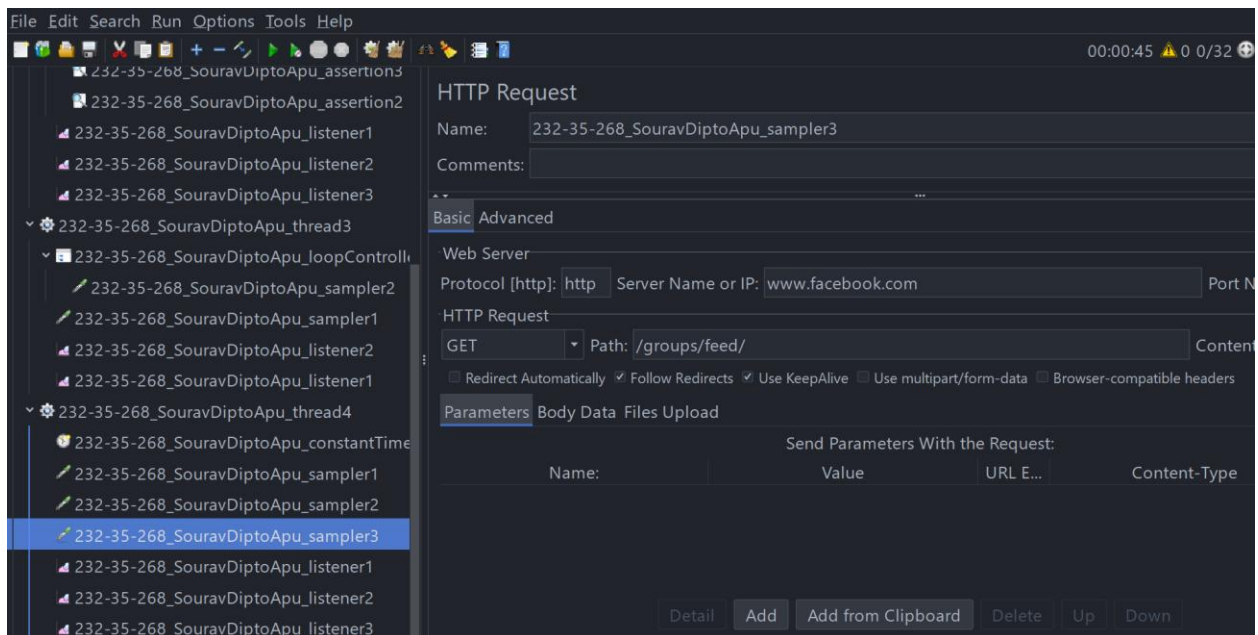 File Edit Search Run Options Tools Help
00:00:45 0 0/32
232-35-268_SouravDiptoApu_assertion3
232-35-268_SouravDiptoApu_assertion2
232-35-268_SouravDiptoApu_listener1
232-35-268_SouravDiptoApu_listener2
232-35-268_SouravDiptoApu_listener3
232-35-268_SouravDiptoApu_thread3
232-35-268_SouravDiptoApu_loopControlle
232-35-268_SouravDiptoApu_sampler2
232-35-268_SouravDiptoApu_sampler1
232-35-268_SouravDiptoApu_listener2
232-35-268_SouravDiptoApu_listener1
232-35-268_SouravDiptoApu_thread4
232-35-268_SouravDiptoApu_constantTime
232-35-268_SouravDiptoApu_sampler1
232-35-268_SouravDiptoApu_sampler2
232-35-268_SouravDiptoApu_sampler3
232-35-268_SouravDiptoApu_listener1
232-35-268_SouravDiptoApu_listener2
232-35-268_SouravDiptoApu_listener3
HTTP Request
Name: 232-35-268_SouravDiptoApu_sampler3
Comments:
Basic Advanced
Web Server
Protocol [http]: http Server Name or IP: www.facebook.com Port N
HTTP Request
GET Path: /groups/feed/ Content
Redirect Automatically Follow Redirects Use KeepAlive Use multipart/form-data Browser-compatible headers
Parameters Body Data Files Upload
Send Parameters With the Request:
Name: Value URL E... Content-Type
Detail Add Add from Clipboard Delete Up Down